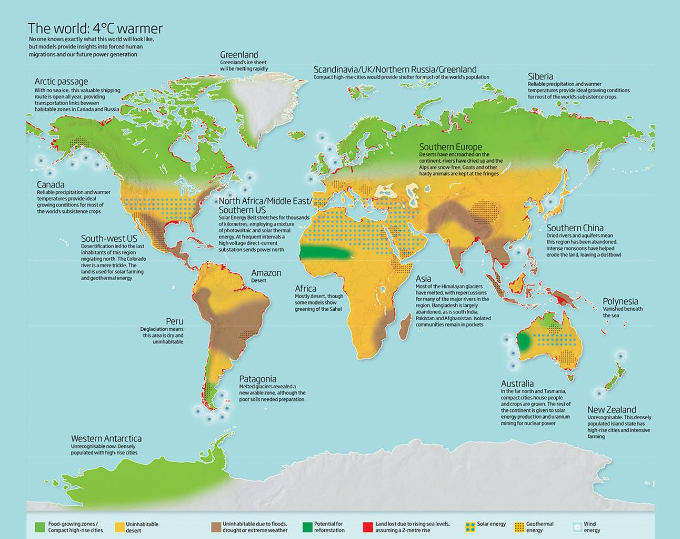 The world: 4°C warmer
No one knows exactly what this world will look like,
but models provide insights into forced human
migrations and our future power generation
Greenland
Greenland's ice sheet
will be melting rapidly
Scandinavia/UK/Northern Russia/Greenland
Compact high-rise cities would provide shelter for much of the world's population
Siberia
Reliable precipitation and warmer
temperatures provide ideal growing conditions
for most of the world's subsistence crops
Arctic passage
With no sea ice, this valuable shipping
route is open all year, providing
transportation links between
habitable zones in Canada and Russia
Southern Europe
Deserts have encroached on the
continent, rivers have dried up and the
Alps are snow-free. Goats and other
hardy animals are kept at the fringes
Canada
Reliable precipitation and warmer
temperatures provide ideal
growing conditions for most of
the world's subsistence crops
North Africa/Middle East/
Southern US
Solar Energy Belt stretches for thousands
of kilometres, employing a mixture
of photovoltaic and solar thermal
energy. At frequent intervals a
high voltage direct-current
substation sends power north
Southern China
Dried rivers and aquifers mean
this region has been abandoned.
Intense monsoons have helped
erode the land, leaving a dustbowl
South-west US
Desertification led to the last
inhabitants of this region
migrating north. The Colorado
river is a mere trickle. The
land is used for solar farming
and geothermal energy
Amazon
Desert
Africa
Mostly desert, though
some models show
greening of the Sahel
Asia
Most of the Himalayan glaciers
have melted, with repercussions
for many of the major rivers in the
region. Bangladesh is largely
abandoned, as is south India,
Pakistan and Afghanistan. Isolated
communities remain in pockets
Polynesia
Vanished beneath
the sea
Peru
Deglaciation means
this area is dry and
uninhabitable
Patagonia
Melted glaciers revealed a
new arable zone, although the
poor soils needed preparation
Australia
In the far north and Tasmania,
compact cities house people
and crops are grown. The rest of
the continent is given to solar
energy production and uranium
mining for nuclear power
New Zealand
Unrecognisable. This densely
populated island state has
high-rise cities and intensive
farming
Western Antarctica
Unrecognisable now. Densely
populated with high-rise cities
Food-growing zones/
Compact high-rise cities
Uninhabitable
desert
Uninhabitable due to floods,
drought or extreme weather
Potential for
reforestation
Land lost due to rising sea levels,
assuming a 2-metre rise
Solar energy
Geothermal
energy
Wind
energy